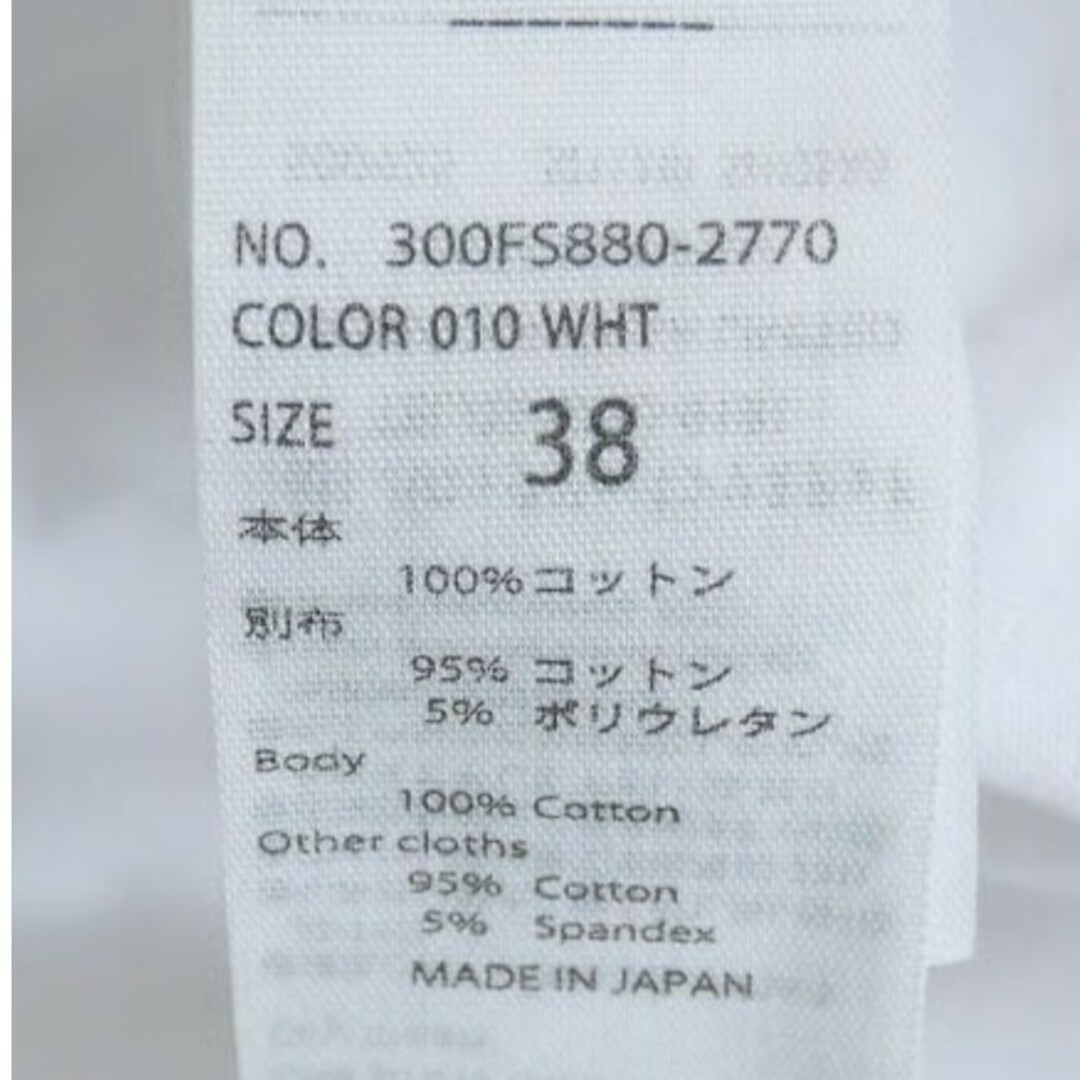 NO. 300FS880-2770
COLOR 010 WHT
SIZE 38
本体
100% コットン
別布
95% コットン
5% ポリウレタン
Body
100% Cotton
Other cloths
95% Cotton
5% Spandex
MADE IN JAPAN